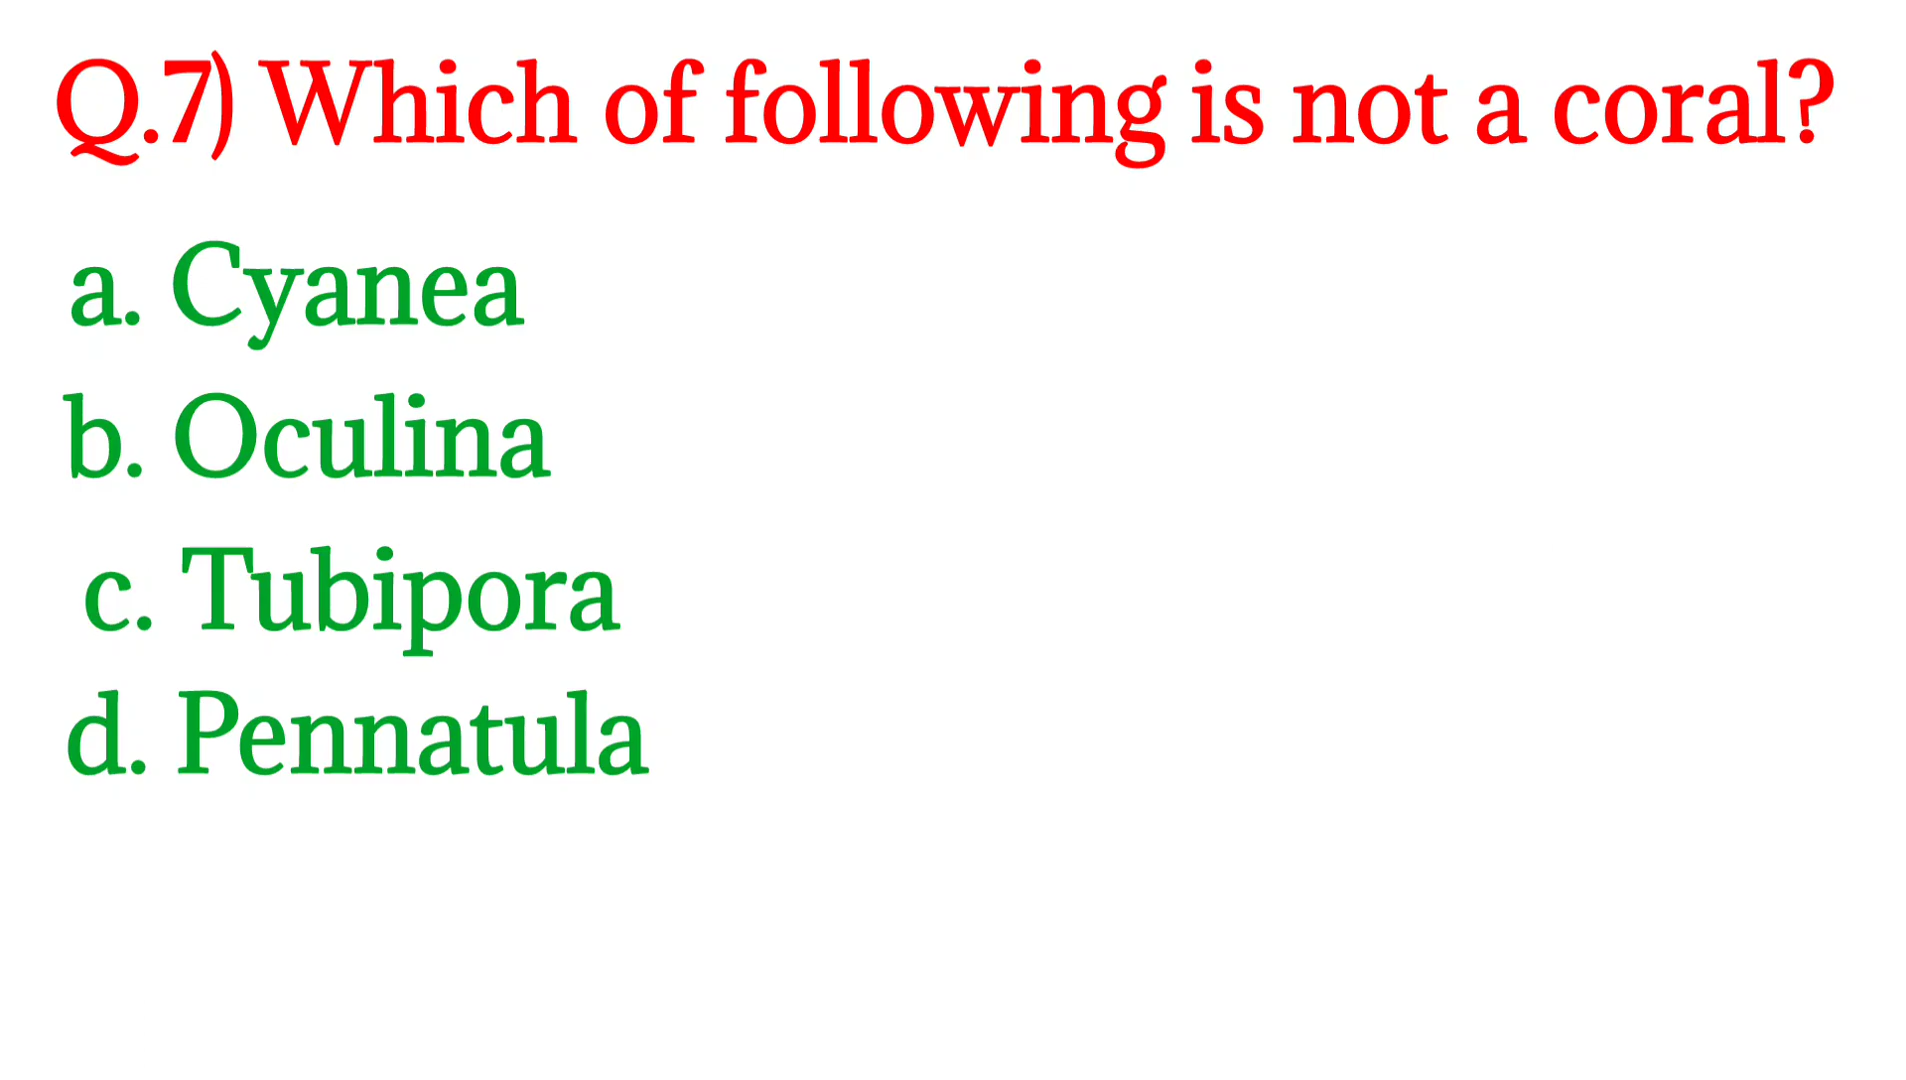 Q.7) Which of following is not a coral?
a. Cyanea
b. Oculina
c. Tubipora
d. Pennatula